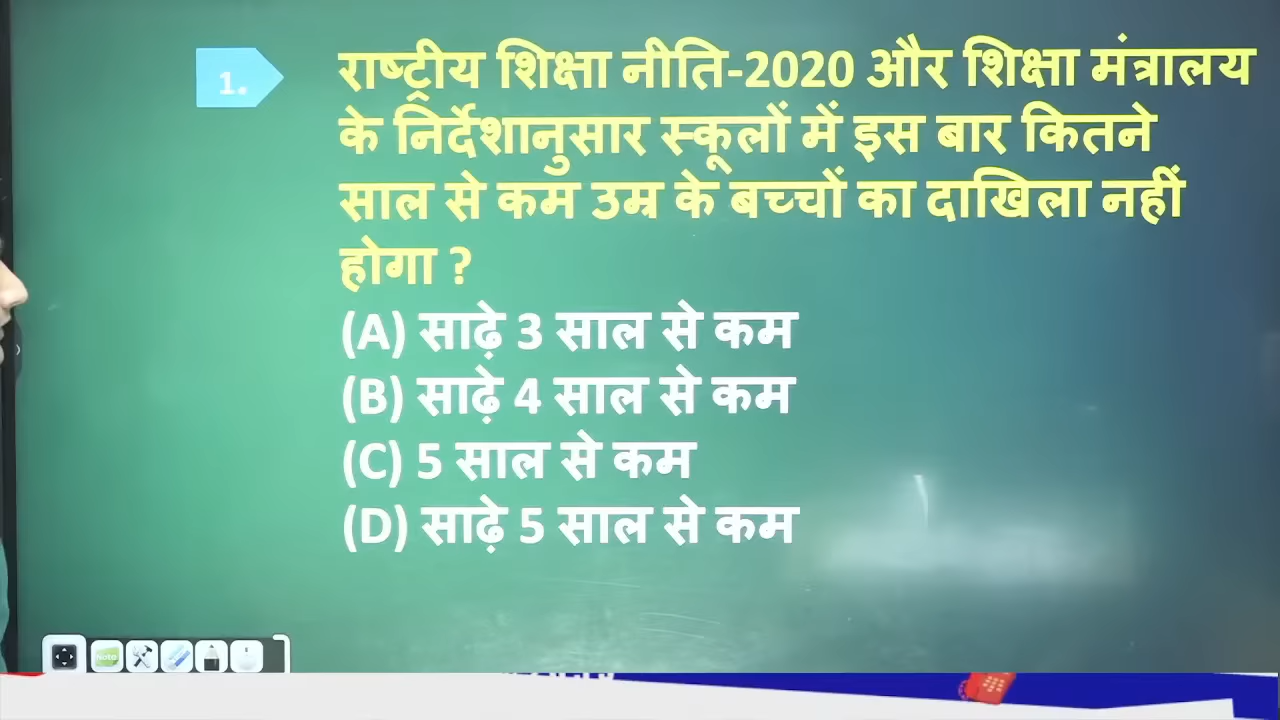 1.
राष्ट्रीय शिक्षा नीति-2020 और शिक्षा मंत्रालय
के निर्देशानुसार स्कूलों में इस बार कितने
साल से कम उम्र के बच्चों का दाखिला नहीं
होगा ?
(A) साढ़े 3 साल से कम
(B) साढ़े 4 साल से कम
(C) 5 साल से कम
(D) साढ़े 5 साल से कम